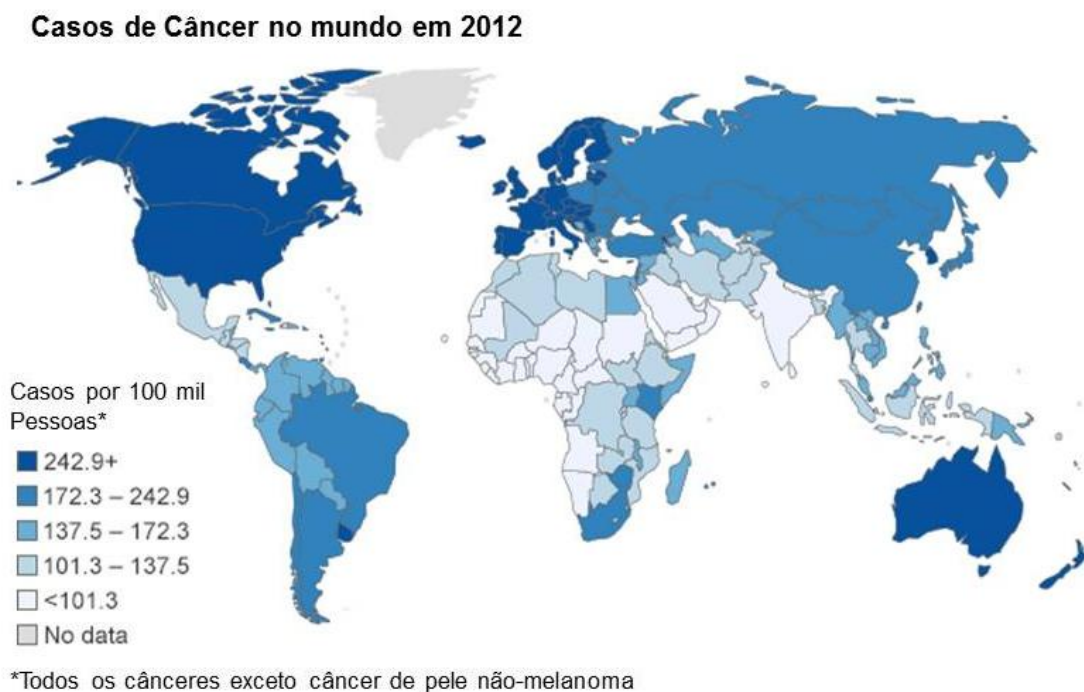 Casos de Câncer no mundo em 2012
Casos por 100 mil
Pessoas*
242.9+
172.3 – 242.9
137.5 – 172.3
101.3 – 137.5
<101.3
No data
*Todos os cânceres exceto câncer de pele não-melanoma